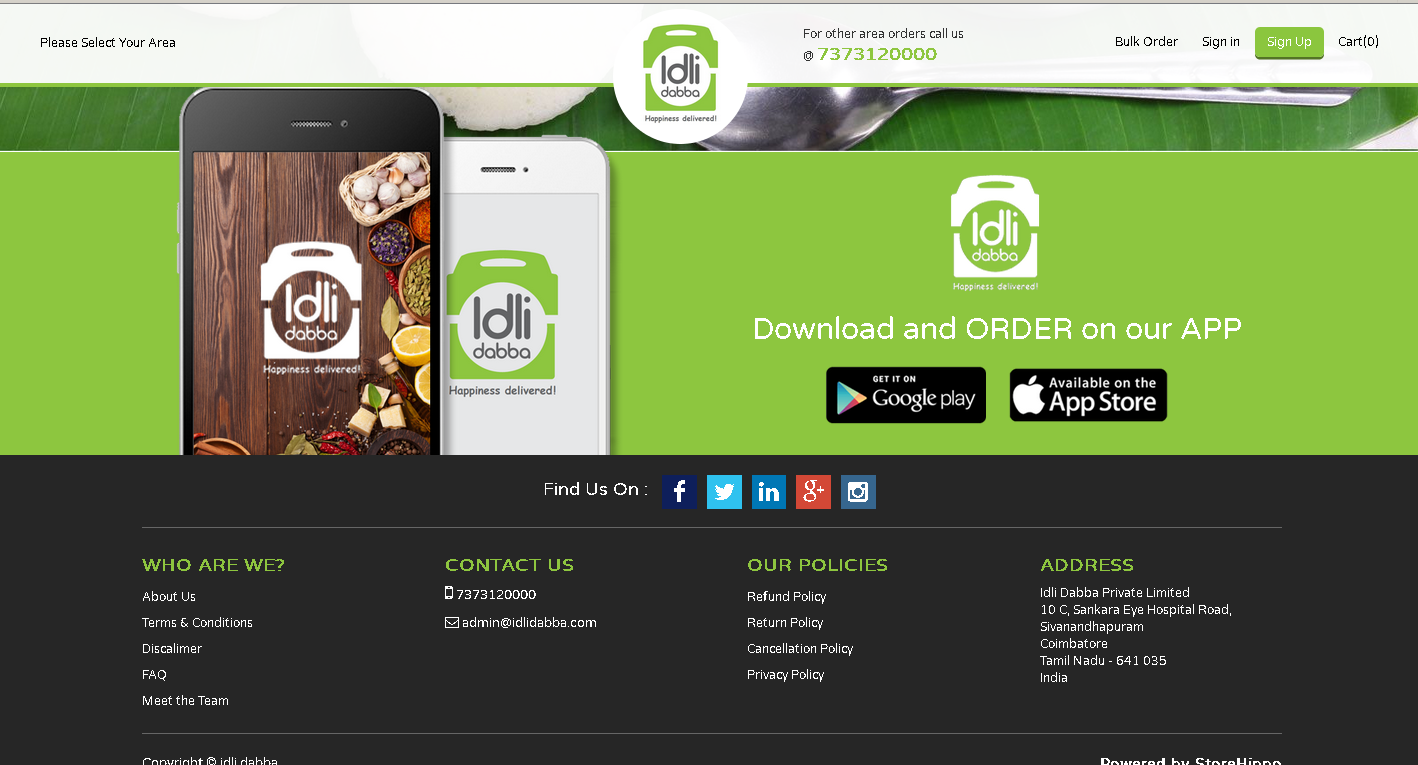 Please Select Your Area
Idli
dabba
Happiness delivered!
For other area orders call us
@ 7373120000
Bulk Order
Sign in
Sign Up
Cart(0)
Idli
dabba
Happiness delivered!
Idli
dabba
Happiness delivered!
Idli
dabba
Happiness delivered!
Download and ORDER on our APP
GET IT ON
Google play
Available on the
App Store
Find Us On :
f
in
g+
WHO ARE WE?
About Us
Terms & Conditions
Discalimer
FAQ
Meet the Team
CONTACT US
7373120000
admin@idlidabba.com
OUR POLICIES
Refund Policy
Return Policy
Cancellation Policy
Privacy Policy
ADDRESS
Idli Dabba Private Limited
10 C, Sankara Eye Hospital Road,
Sivanandhapuram
Coimbatore
Tamil Nadu - 641 035
India
Copyright © idli dabba
Powered by StoreHippo